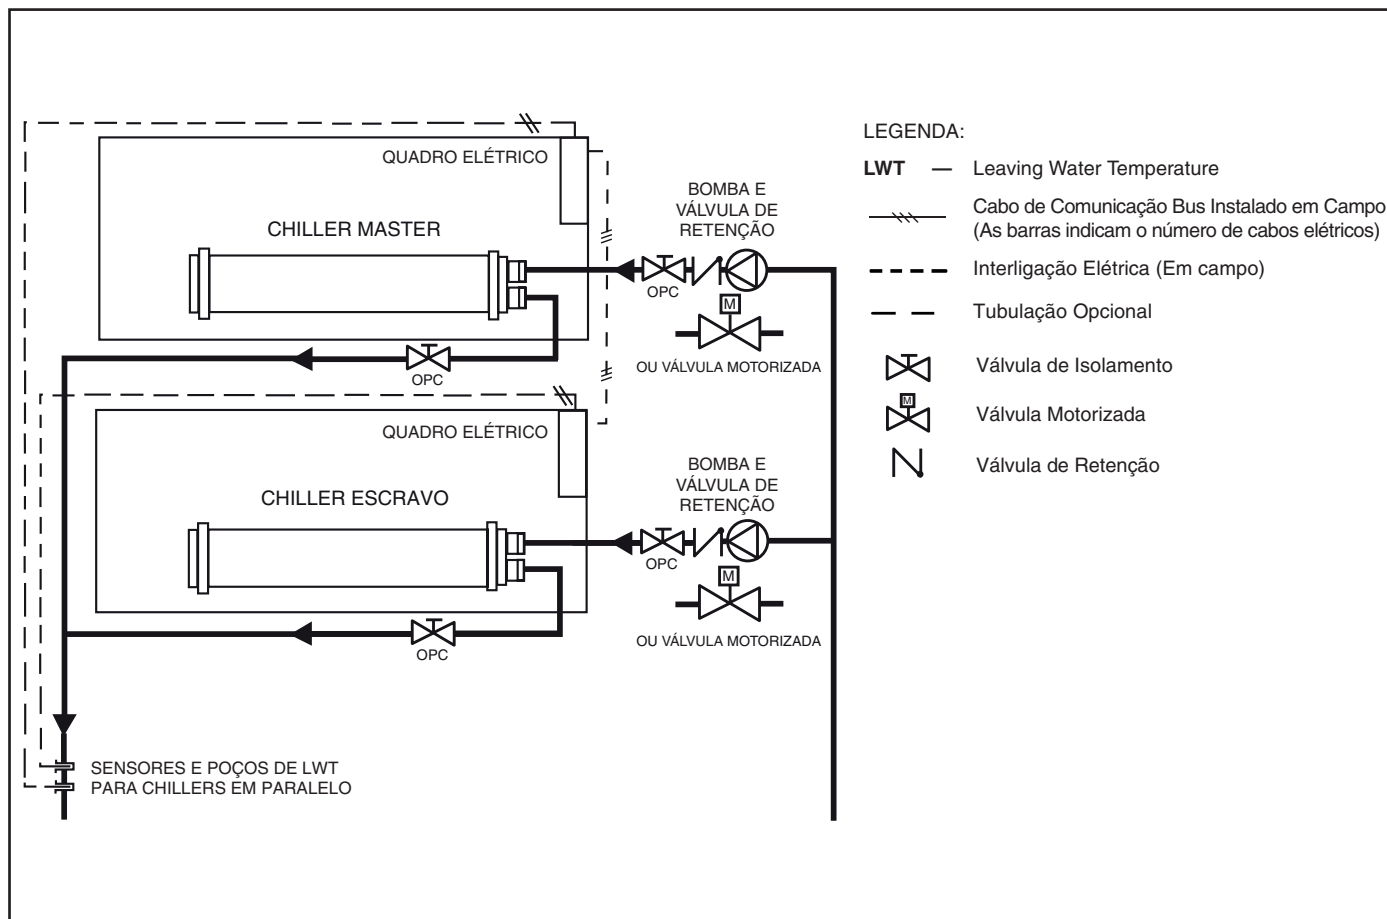 QUADRO ELÉTRICO
CHILLER MASTER
BOMBA E
VÁLVULA DE
RETENÇÃO
OPC
M
OU VÁLVULA MOTORIZADA
OPC
QUADRO ELÉTRICO
CHILLER ESCRAVO
BOMBA E
VÁLVULA DE
RETENÇÃO
OPC
M
OU VÁLVULA MOTORIZADA
OPC
SENSORES E POÇOS DE LWT
PARA CHILLERS EM PARALELO
LEGENDA:
LWT — Leaving Water Temperature
Cabo de Comunicação Bus Instalado em Campo
(As barras indicam o número de cabos elétricos)
Interligação Elétrica (Em campo)
Tubulação Opcional
Válvula de Isolamento
M
Válvula Motorizada
Válvula de Retenção